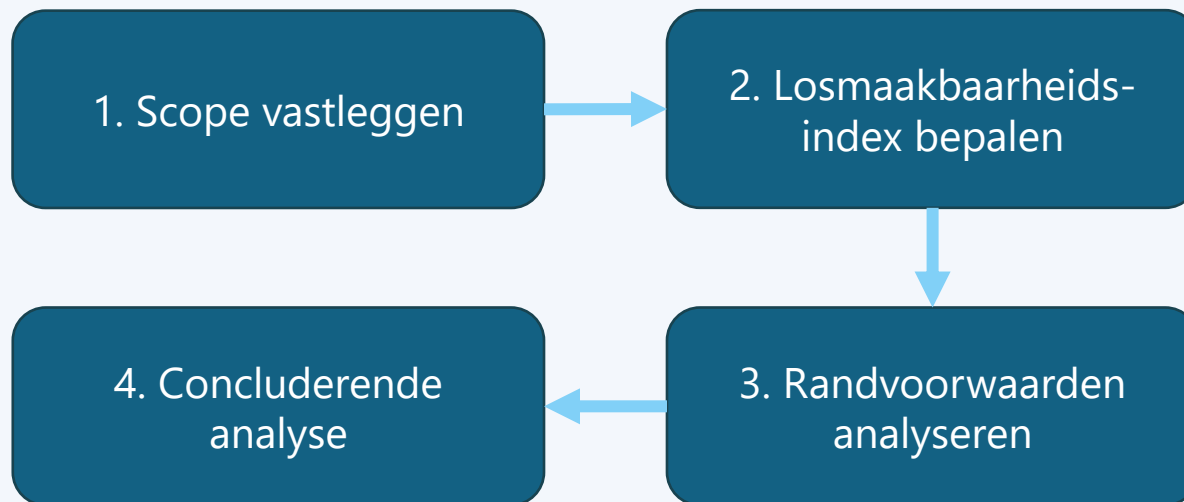 1. Scope vastleggen
2. Losmaakbaarheids-
index bepalen
3. Randvoorwaarden
analyseren
4. Concluderende
analyse